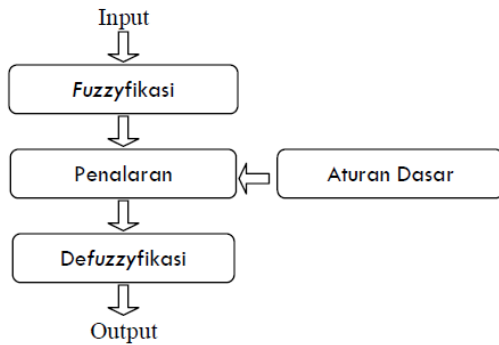 Input
Fuzzyfikasi
Penalaran
Aturan Dasar
Defuzzyfikasi
Output